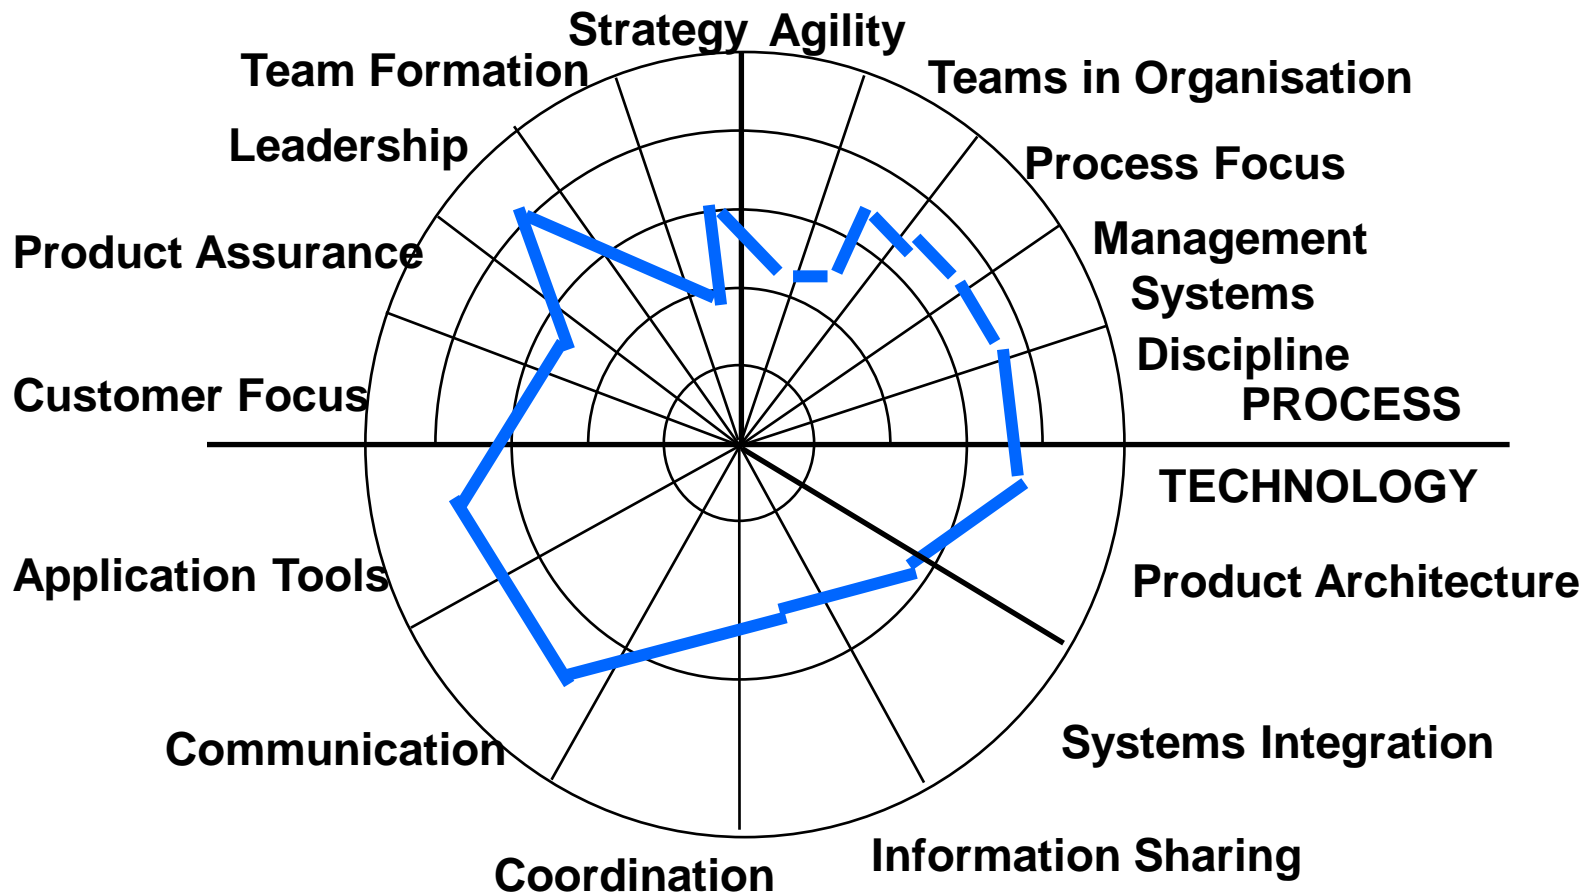 Strategy Agility
Team Formation
Teams in Organisation
Leadership
Process Focus
Product Assurance
Management
Systems
Discipline
Customer Focus
PROCESS
TECHNOLOGY
Application Tools
Product Architecture
Communication
Systems Integration
Information Sharing
Coordination